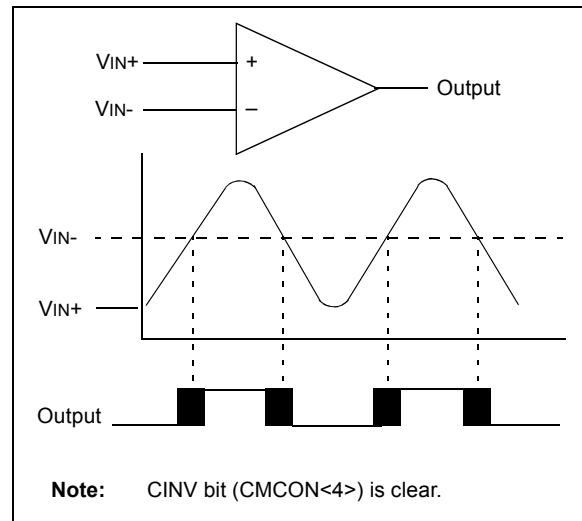 VIN+
+
Output
VIN-
–
VIN-
VIN+
Output
Note: CINV bit (CMCON<4>) is clear.